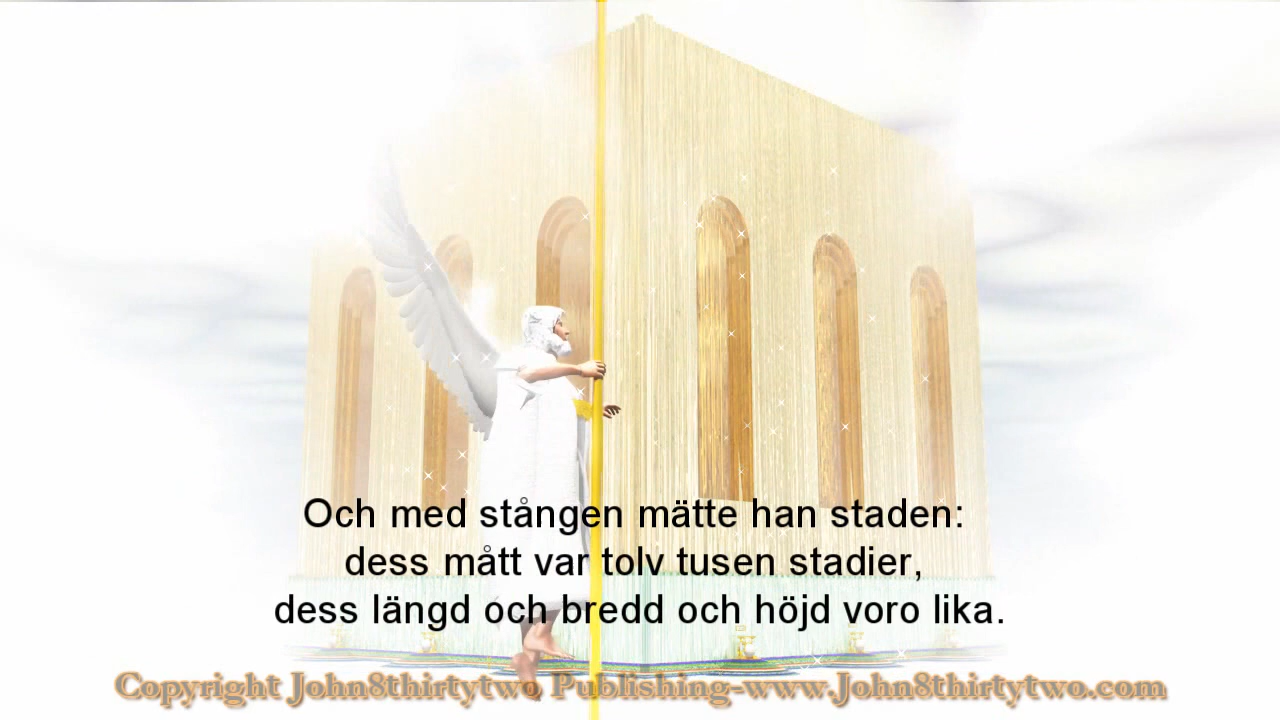 Och med stången mätte han staden:
dess mått var tolv tusen stadier,
dess längd och bredd och höjd voro lika.
Copyright John8thirtytwo Publishing-www.John8thirtytwo.com